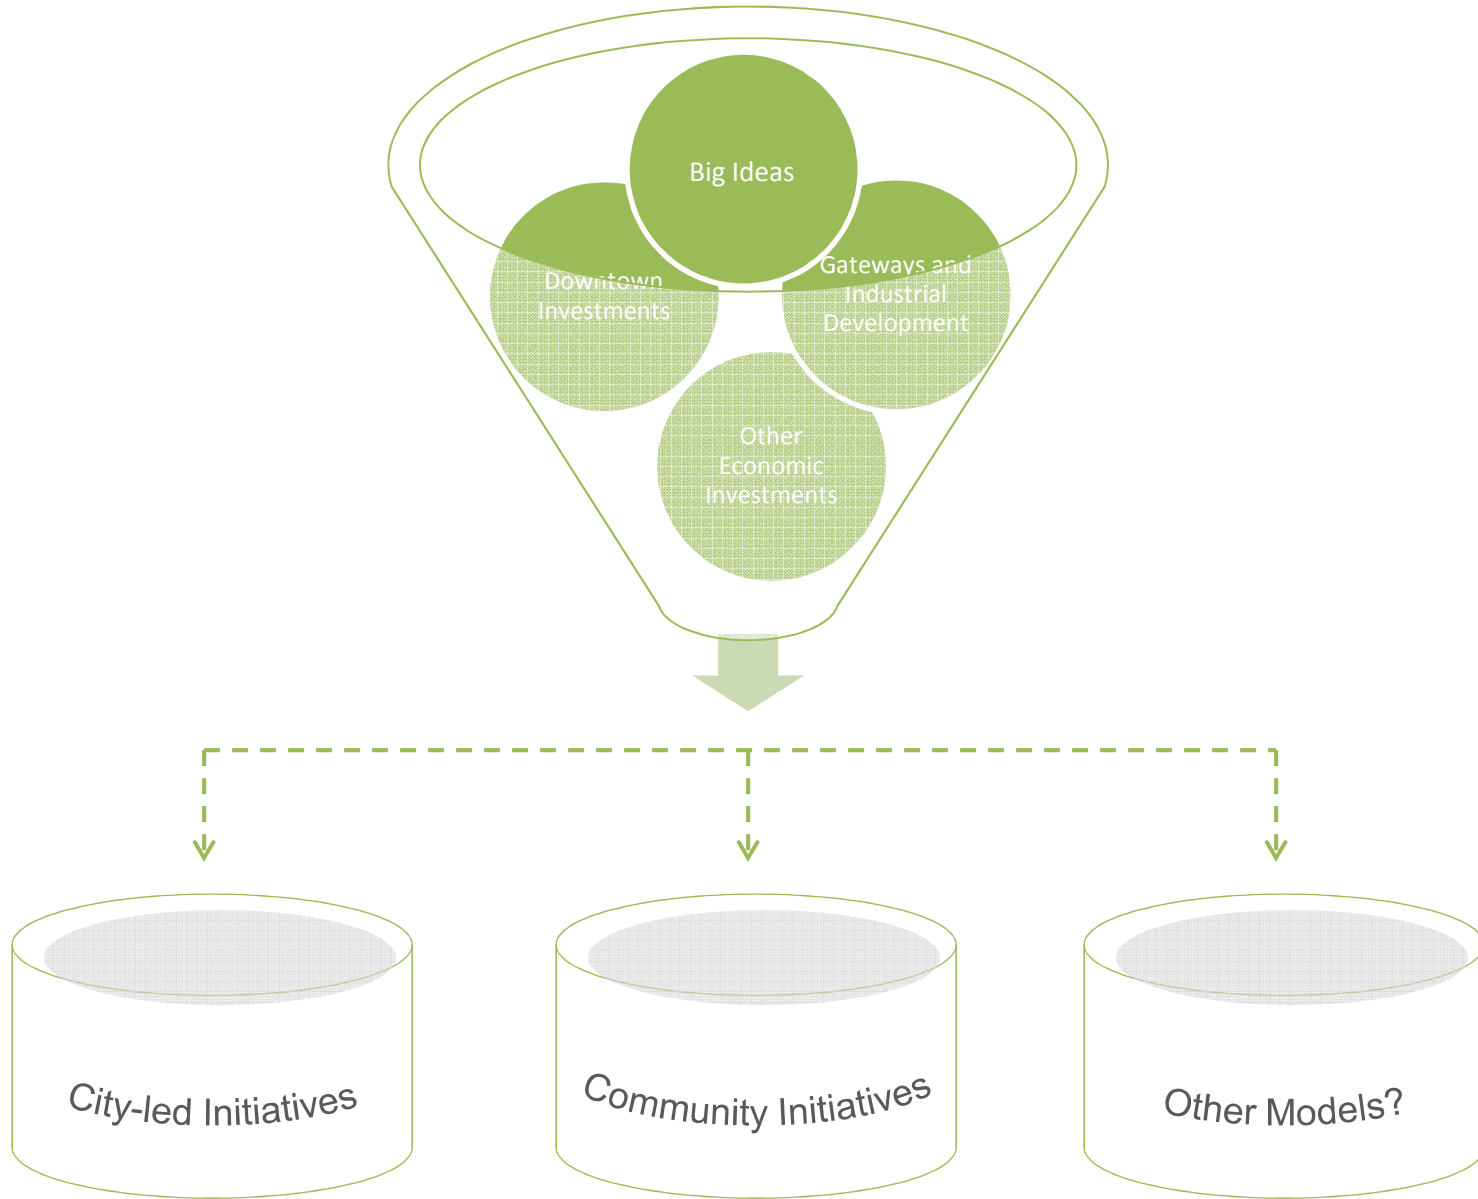 Big Ideas
Downtown
Investments
Gateways and
Industrial
Development
Other
Economic
Investments
City-led Initiatives
Community Initiatives
Other Models?